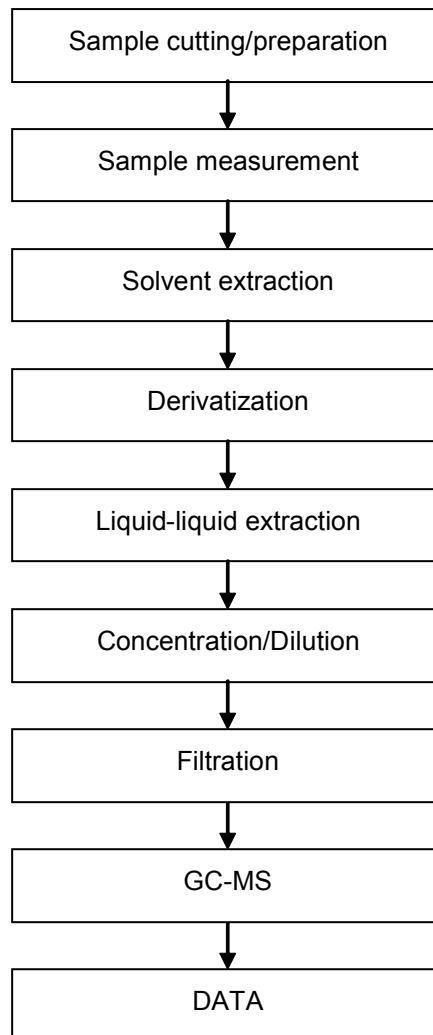 Sample cutting/preparation
Sample measurement
Solvent extraction
Derivatization
Liquid-liquid extraction
Concentration/Dilution
Filtration
GC-MS
DATA